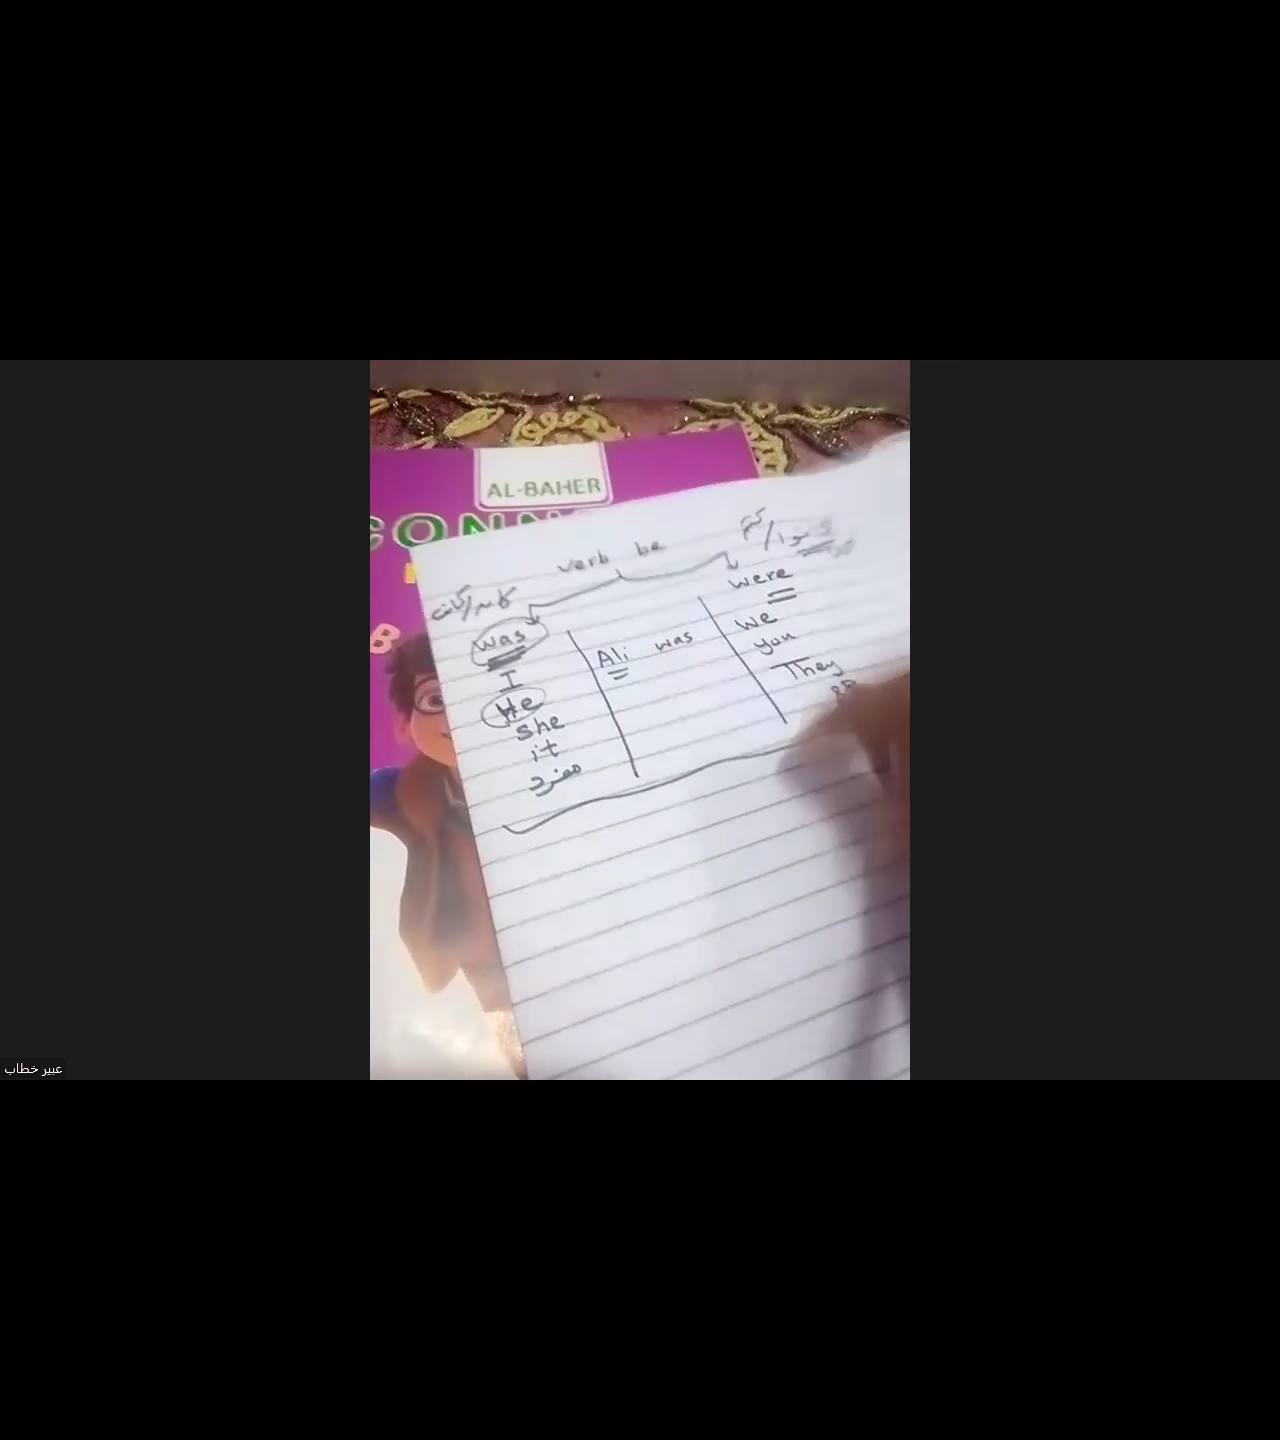 AL-BAHER
CONN
B
verb be
كان/كانت
was
I
He
she
it
مفرد
Ali was
كانوا/كنتم
were
we
you
They
عبير خطاب